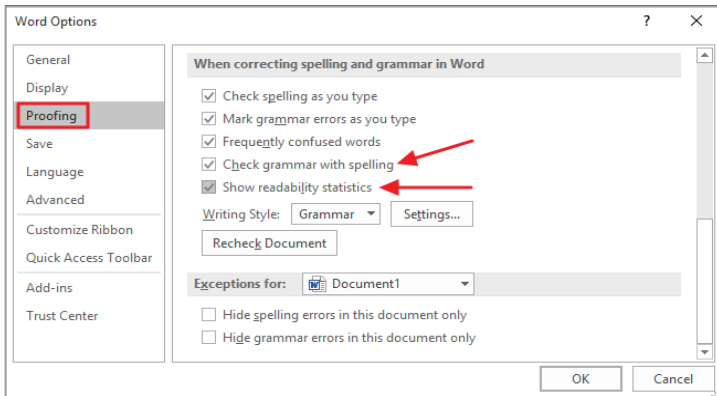 Word Options
?
General
Display
Proofing
Save
Language
Advanced
Customize Ribbon
Quick Access Toolbar
Add-ins
Trust Center
When correcting spelling and grammar in Word
Check spelling as you type
Mark grammar errors as you type
Frequently confused words
Check grammar with spelling
Show readability statistics
Writing Style: Grammar Settings...
Recheck Document
Exceptions for: Document1
Hide spelling errors in this document only
Hide grammar errors in this document only
OK Cancel